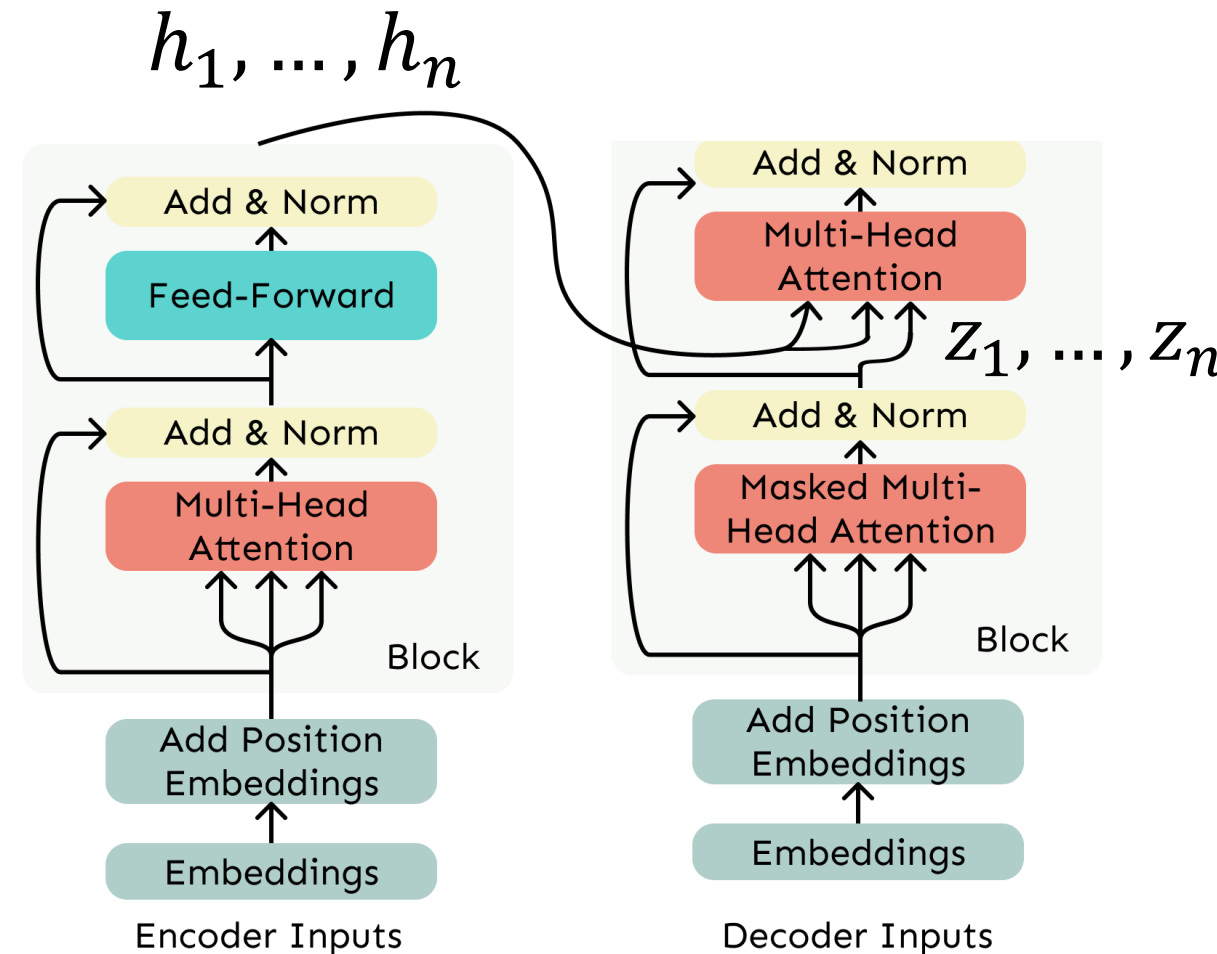 h₁, … , hₙ
Add & Norm
Feed-Forward
Add & Norm
Multi-Head
Attention
Block
Add Position
Embeddings
Embeddings
Encoder Inputs
Add & Norm
Multi-Head
Attention
z₁, … , zₙ
Add & Norm
Masked Multi-
Head Attention
Block
Add Position
Embeddings
Embeddings
Decoder Inputs